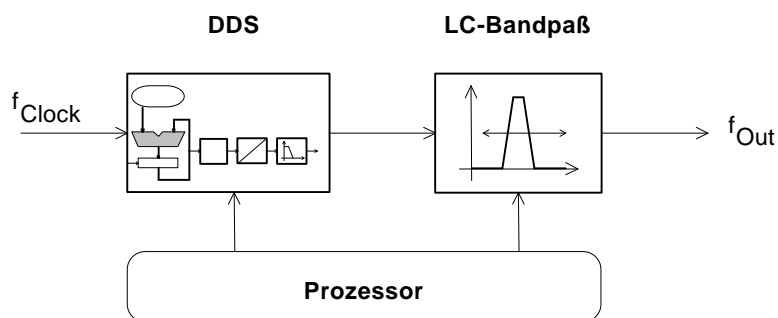 DDS
LC-Bandpaß
fClock
fOut
Prozessor